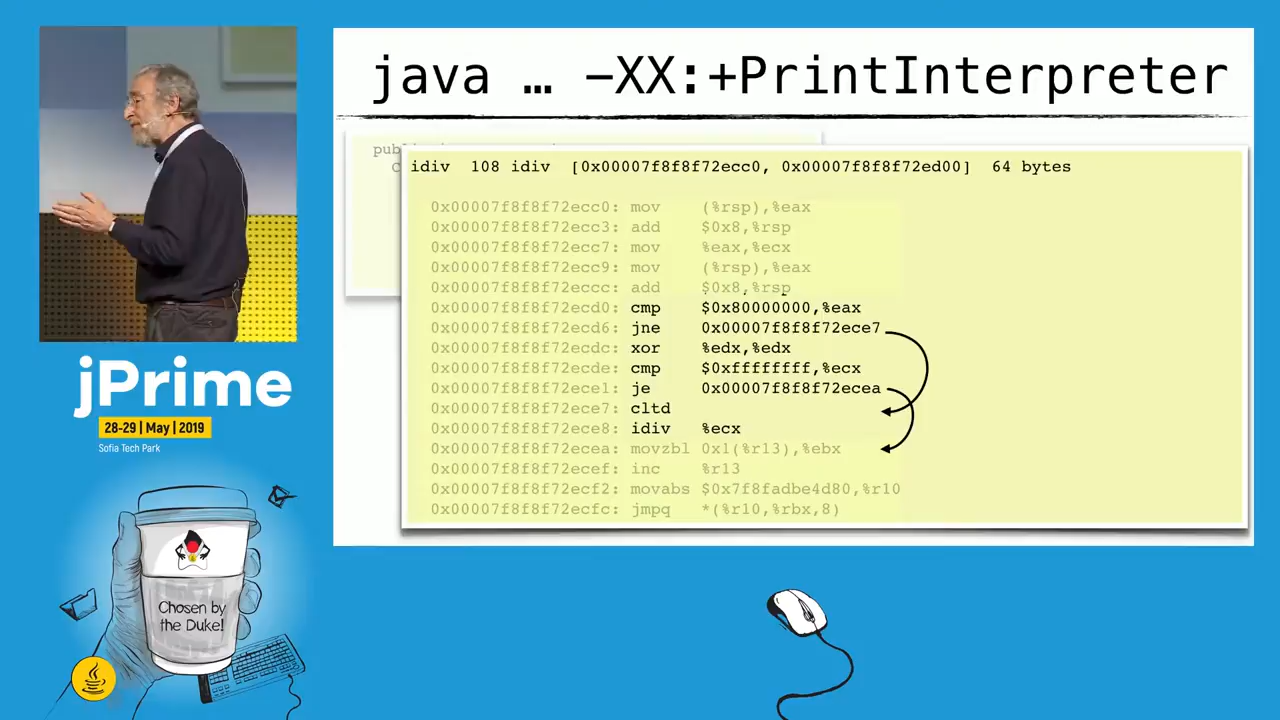 java … -XX:+PrintInterpreter
pub
C
idiv 108 idiv [0x00007f8f8f72ecc0, 0x00007f8f8f72ed00] 64 bytes
0x00007f8f8f72ecc0: mov (%rsp),%eax
0x00007f8f8f72ecc3: add $0x8,%rsp
0x00007f8f8f72ecc7: mov %eax,%ecx
0x00007f8f8f72ecc9: mov (%rsp),%eax
0x00007f8f8f72eccc: add $0x8,%rsp
0x00007f8f8f72ecd0: cmp $0x80000000,%eax
0x00007f8f8f72ecd6: jne 0x00007f8f8f72ece7
0x00007f8f8f72ecdc: xor %edx,%edx
0x00007f8f8f72ecde: cmp $0xffffffff,%ecx
0x00007f8f8f72ece1: je 0x00007f8f8f72ecea
0x00007f8f8f72ece7: cltd
0x00007f8f8f72ece8: idiv %ecx
0x00007f8f8f72ecea: movzbl 0x1(%r13),%ebx
0x00007f8f8f72ecef: inc %r13
0x00007f8f8f72ecf2: movabs $0x7f8fadbe4d80,%r10
0x00007f8f8f72ecfc: jmpq *(%r10,%rbx,8)
jPrime
28-29 | May | 2019
Sofia Tech Park
Chosen by
the Duke!